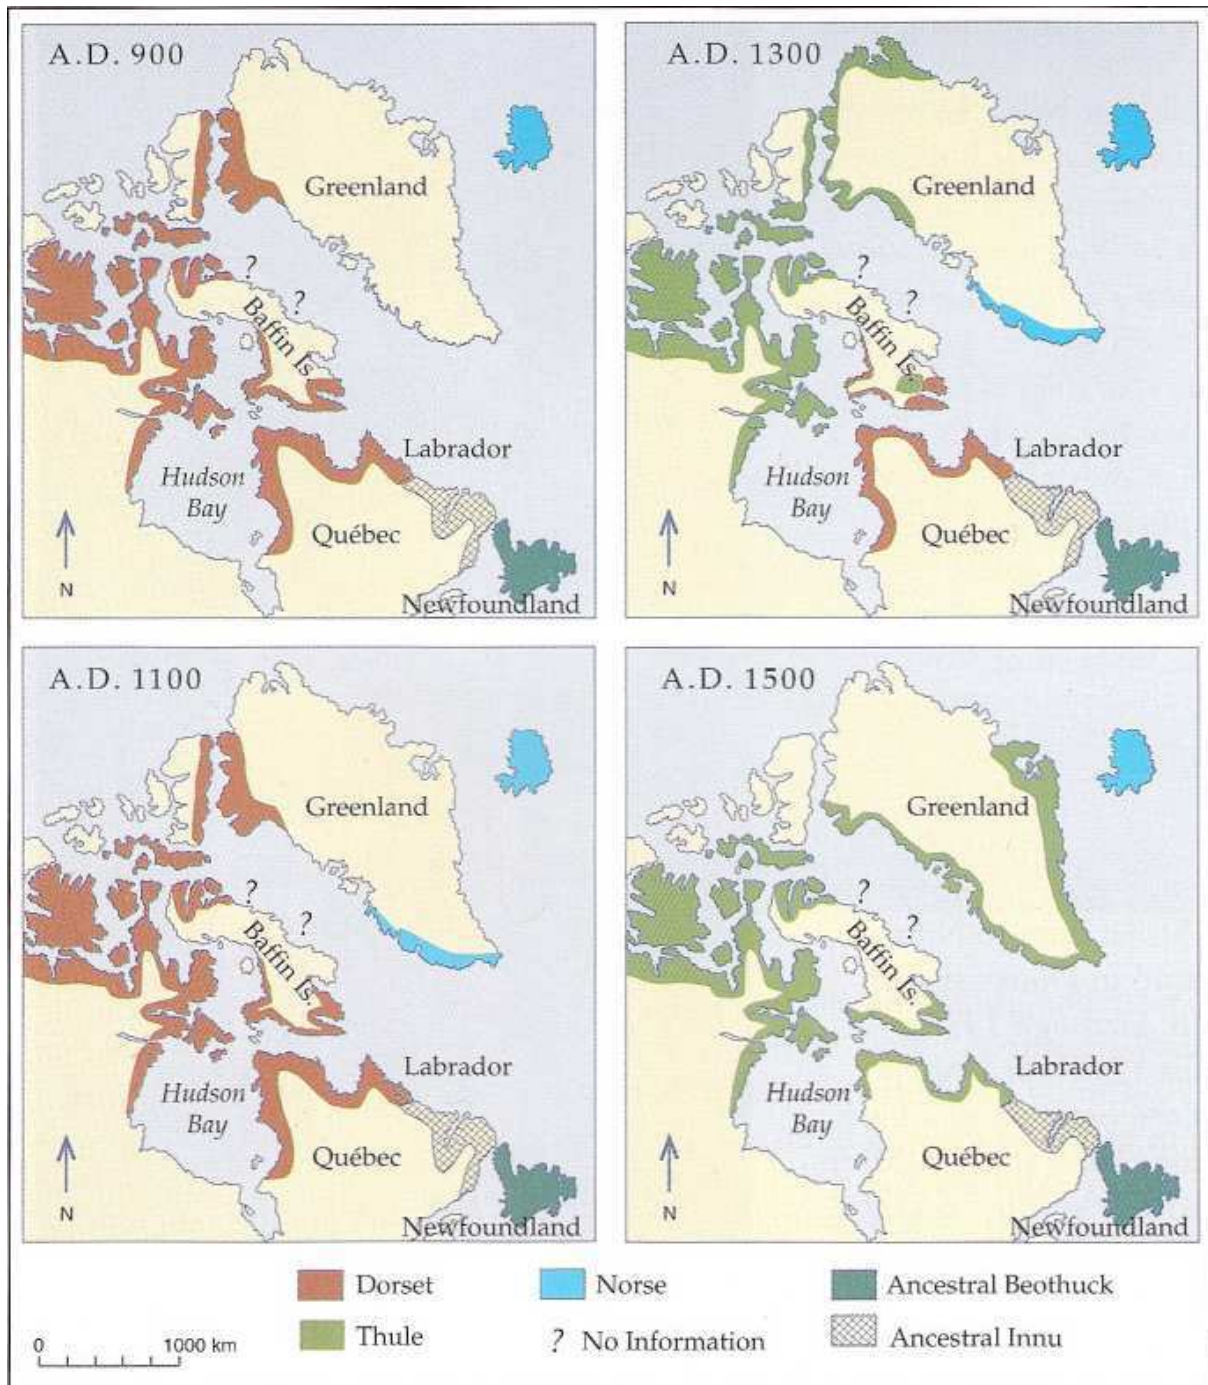 A.D. 900
Greenland
?
?
Baffin Is.
Labrador
Hudson
Bay
Québec
N
Newfoundland
A.D. 1300
Greenland
?
?
Baffin Is.
Labrador
Hudson
Bay
Québec
N
Newfoundland
A.D. 1100
Greenland
?
?
Baffin Is.
Labrador
Hudson
Bay
Québec
N
Newfoundland
A.D. 1500
Greenland
?
?
Baffin Is.
Labrador
Hudson
Bay
Québec
N
Newfoundland
Dorset
Norse
Ancestral Beothuck
Thule
? No Information
Ancestral Innu
0 1000 km